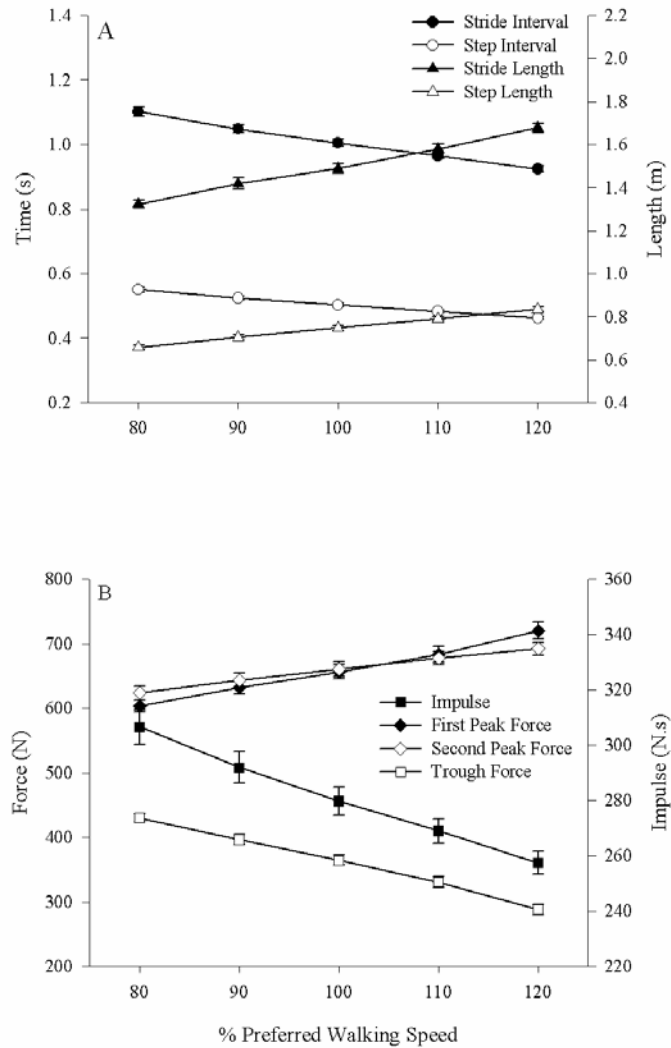 A
Stride Interval
Step Interval
Stride Length
Step Length
1.4
1.2
1.0
0.8
0.6
0.4
0.2
Time (s)
2.2
2.0
1.8
1.6
1.4
1.2
1.0
0.8
0.6
0.4
Length (m)
80 90 100 110 120
B
Impulse
First Peak Force
Second Peak Force
Trough Force
800
700
600
500
400
300
200
Force (N)
360
340
320
300
280
260
240
220
Impulse (N.s)
80 90 100 110 120
% Preferred Walking Speed